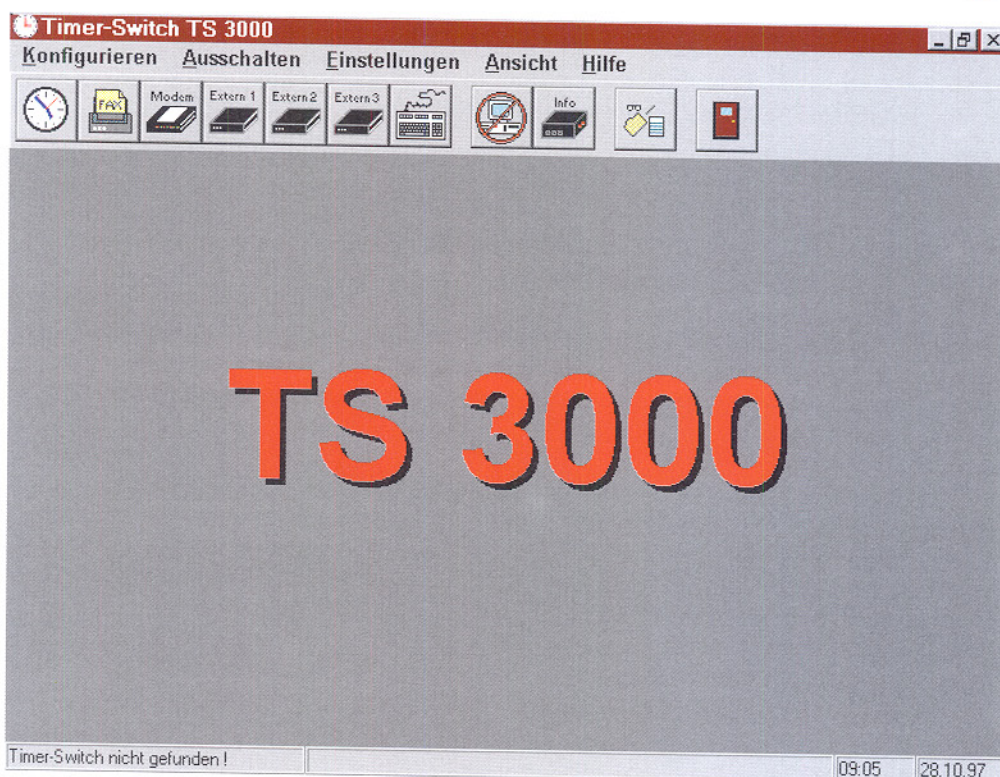 Timer-Switch TS 3000
Konfigurieren Ausschalten Einstellungen Ansicht Hilfe
FAX Modem Extern 1 Extern 2 Extern 3 Info
TS 3000
Timer-Switch nicht gefunden ! 09:05 28.10.97